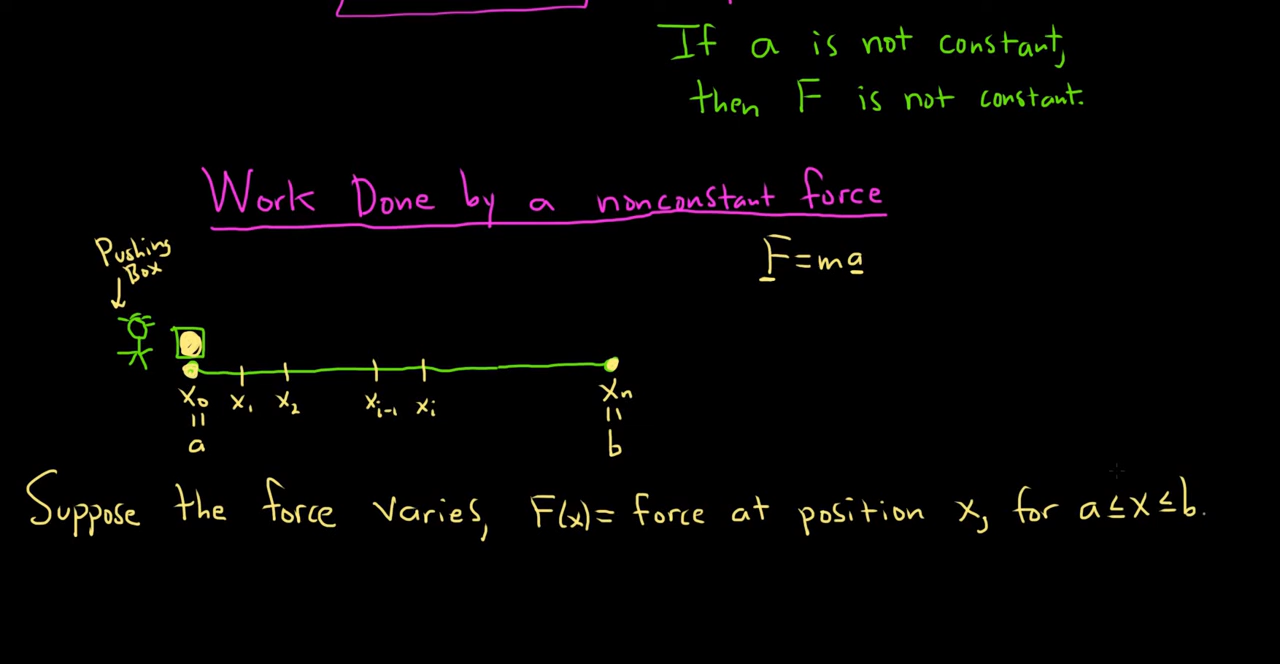 If a is not constant,
then F is not constant.
Work Done by a nonconstant force
Pushing
Box
F=ma
x₀ x₁ x₂ xᵢ₋₁ xᵢ xₙ
= =
a b
Suppose the force varies, F(x)= force at position x, for a≤x≤b.